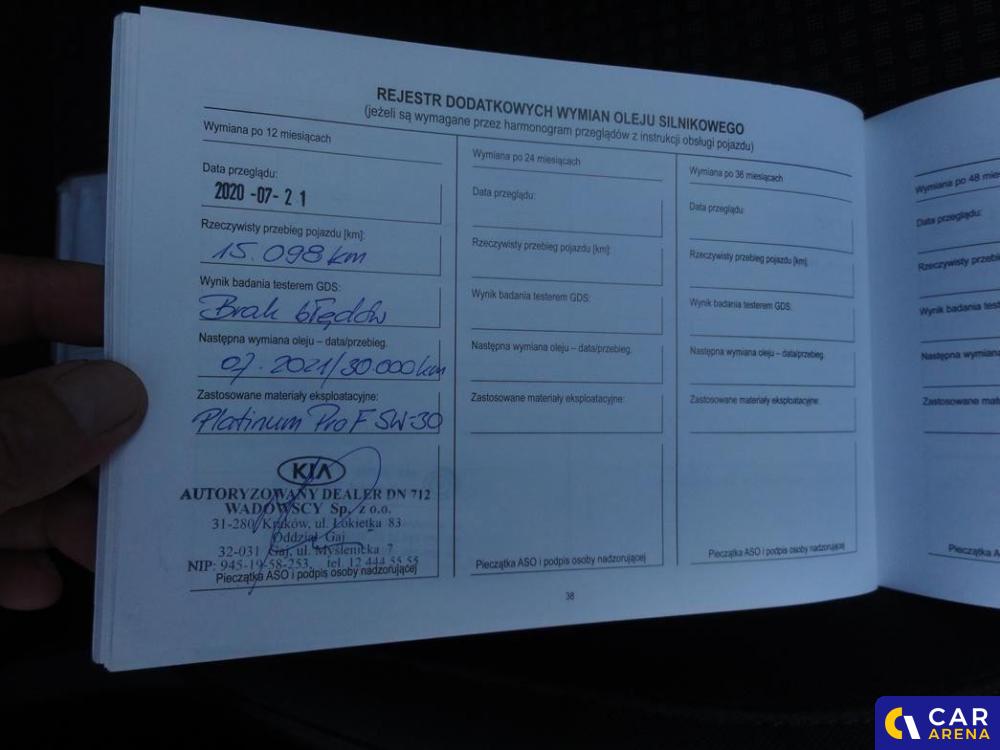 REJESTR DODATKOWYCH WYMIAN OLEJU SILNIKOWEGO
(jeżeli są wymagane przez harmonogram przeglądów z instrukcji obsługi pojazdu)
Wymiana po 12 miesiącach
Data przeglądu:
2020 -07- 21
Rzeczywisty przebieg pojazdu [km]:
15.098 km
Wynik badania testerem GDS:
Brak błędów
Następna wymiana oleju – data/przebieg.
07.2021/30.000 km
Zastosowane materiały eksploatacyjne:
Platinum Pro F 5W-30
KIA
AUTORYZOWANY DEALER DN 712
WADOWSCY Sp. z o.o.
31-280 Kraków, ul. Łokietka 83
Oddział Gaj
32-031 Gaj, ul. Myślenicka 7
NIP: 945-19-58-253, tel. 12 444 55 55
Pieczątka ASO i podpis osoby nadzorującej
Wymiana po 24 miesiącach
Data przeglądu:
Rzeczywisty przebieg pojazdu [km]:
Wynik badania testerem GDS:
Następna wymiana oleju – data/przebieg.
Zastosowane materiały eksploatacyjne:
Pieczątka ASO i podpis osoby nadzorującej
Wymiana po 36 miesiącach
Data przeglądu:
Rzeczywisty przebieg pojazdu [km]:
Wynik badania testerem GDS:
Następna wymiana oleju – data/przebieg.
Zastosowane materiały eksploatacyjne:
Pieczątka ASO i podpis osoby nadzorującej
38
Wymiana po 48
Data przeglądu:
Rzeczywisty
Wynik badania
Następna
Zastosowane
Pieczątka
CAR
ARENA